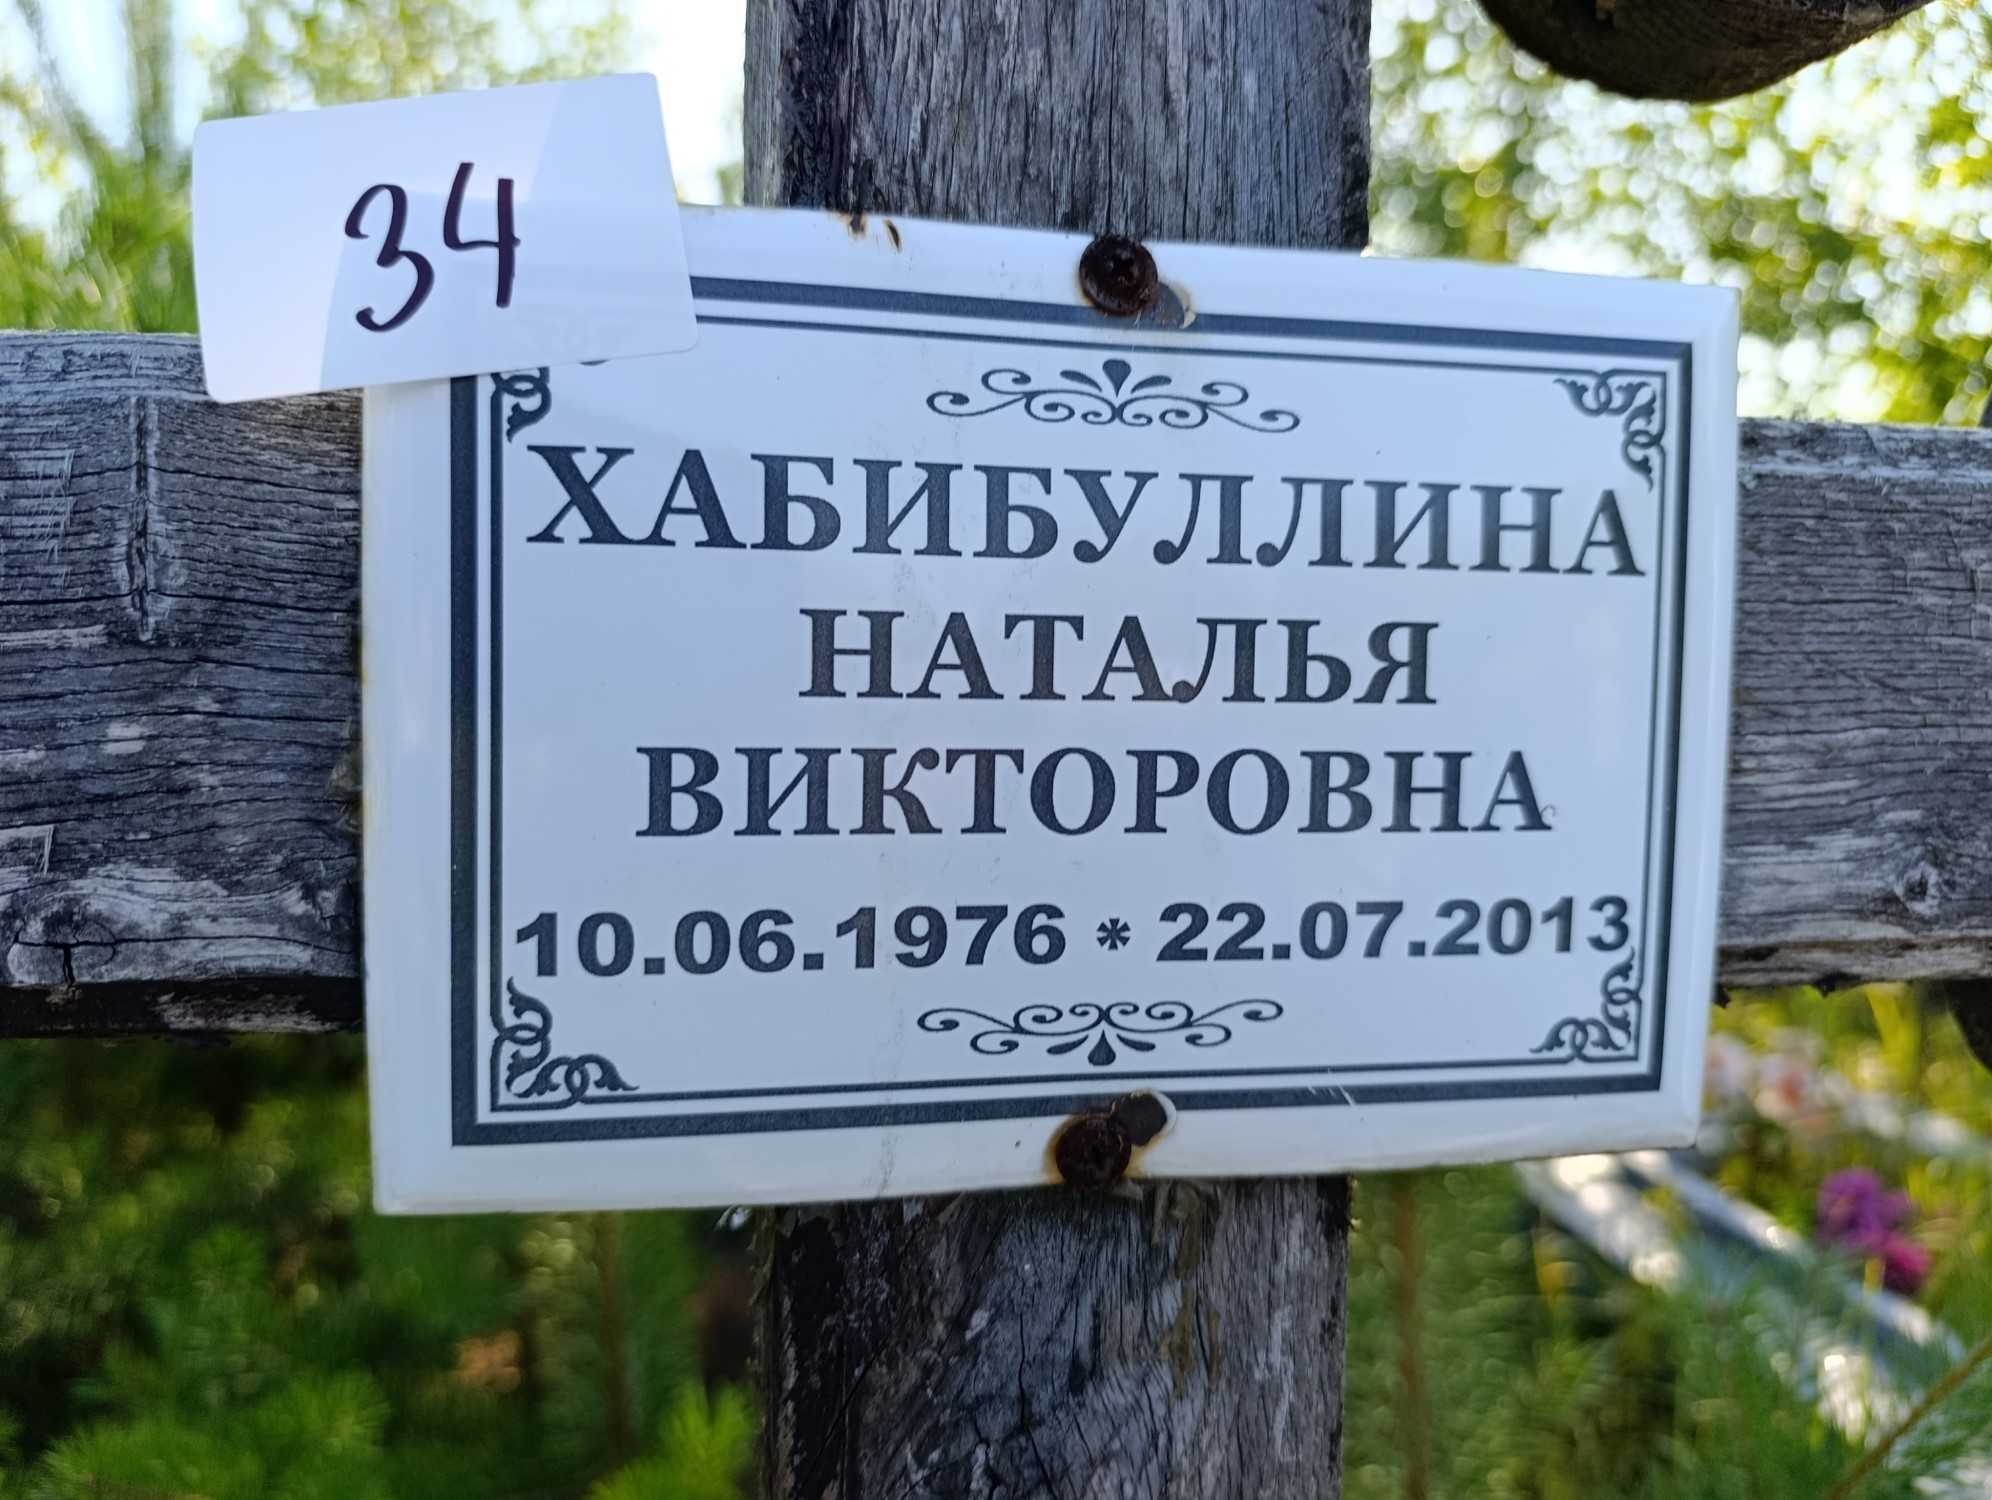 34
ХАБИБУЛЛИНА
НАТАЛЬЯ
ВИКТОРОВНА
10.06.1976 * 22.07.2013